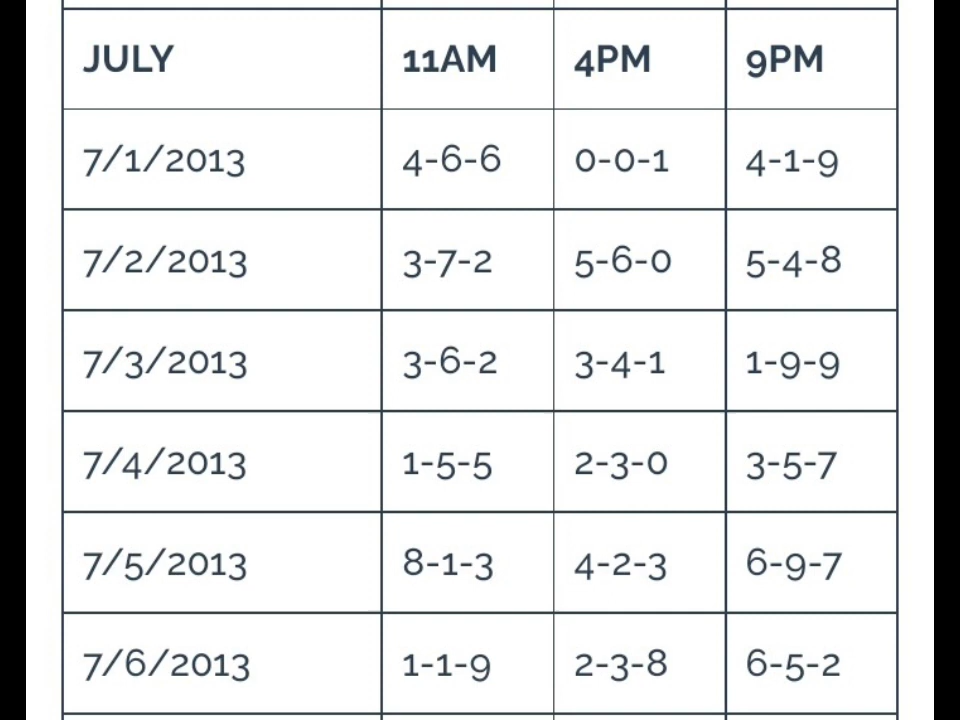 JULY 11AM 4PM 9PM
7/1/2013 4-6-6 0-0-1 4-1-9
7/2/2013 3-7-2 5-6-0 5-4-8
7/3/2013 3-6-2 3-4-1 1-9-9
7/4/2013 1-5-5 2-3-0 3-5-7
7/5/2013 8-1-3 4-2-3 6-9-7
7/6/2013 1-1-9 2-3-8 6-5-2